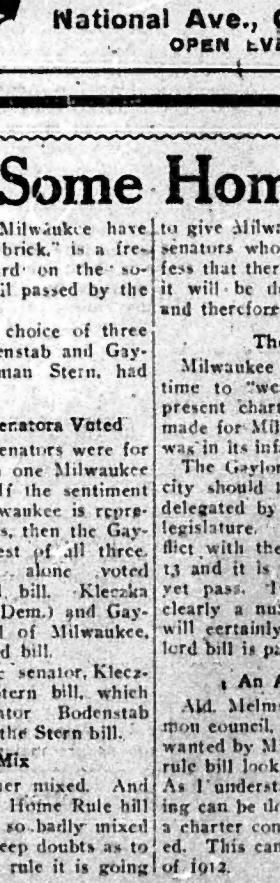 National Ave.,
OPEN EVE
Some Hom
Milwaukee have
brick," is a fre-
rd on the so-
il passed by the
choice of three
enstab and Gay-
man Stern, had
enators Voted
enators were for
one Milwaukee
If the sentiment
waukee is repre-
s, then the Gay-
est of all three.
alone voted
bill. Kleczka
Dem.) and Gay-
l of Milwaukee,
d bill.
senator, Klecz-
tern bill, which
ator Bodenstab
the Stern bill.
Mix
er mixed. And
Home Rule bill
so badly mixed
eep doubts as to
rule it is going
to give Milwa
senators who
fess that ther
it will be d
and therefore
The
Milwaukee
time to "we
present chart
made for Mil
was in its inf
The Gaylor
city should h
delegated by
legislature.
flict with the
t3 and it is
yet pass. T
clearly a nu
will certainly
lord bill is pa
An A
Ald. Melms
mon council,
wanted by M
rule bill look
As I underst
ing can be do
a charter con
ed. This can
of 1912.